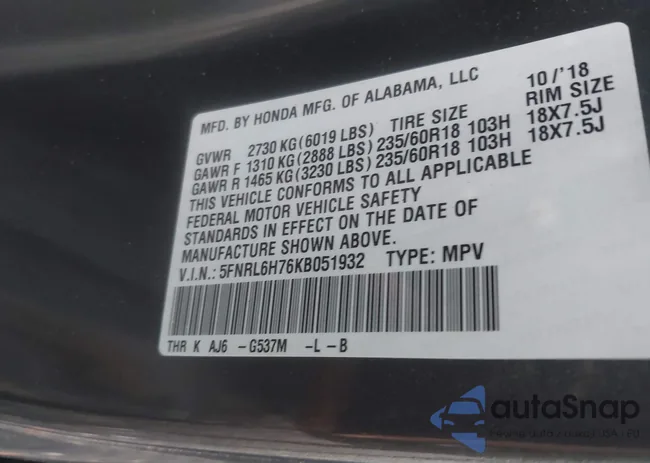 MFD. BY HONDA MFG. OF ALABAMA, LLC 10/'18
GVWR 2730 KG(6019 LBS) TIRE SIZE RIM SIZE
GAWR F 1310 KG(2888 LBS)235/60R18 103H 18X7.5J
GAWR R 1465 KG(3230 LBS)235/60R18 103H 18X7.5J
THIS VEHICLE CONFORMS TO ALL APPLICABLE
FEDERAL MOTOR VEHICLE SAFETY
STANDARDS IN EFFECT ON THE DATE OF
MANUFACTURE SHOWN ABOVE.
V.I.N.: 5FNRL6H76KB051932 TYPE: MPV
THR K AJ6 -G537M -L-B
autoSnap